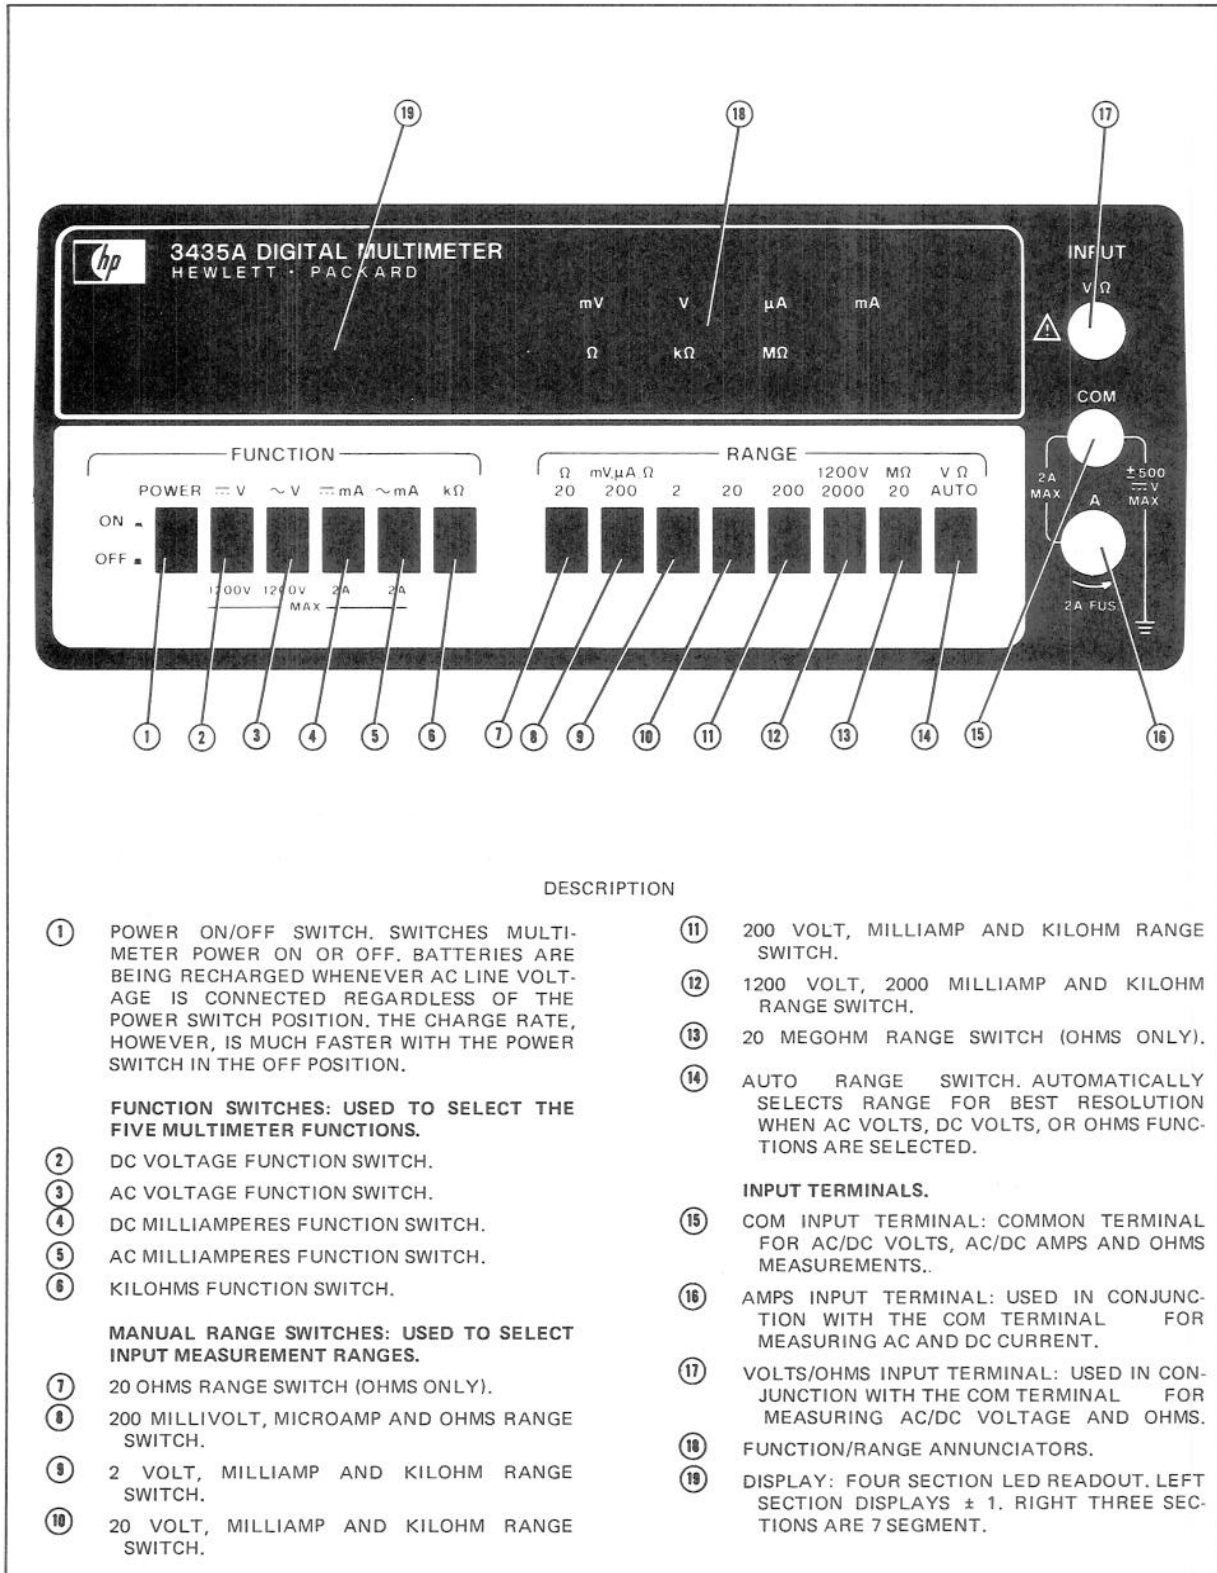 19 18 17
hp 3435A DIGITAL MULTIMETER
HEWLETT · PACKARD
INPUT
V Ω
mV V μA mA
Ω kΩ MΩ
COM
FUNCTION
RANGE
Ω mV,μA,Ω 1200V MΩ V Ω
POWER ⎓ V ~ V ⎓ mA ~ mA kΩ
20 200 2 20 200 2000 20 AUTO
2A MAX
±500 ⎓ V MAX
A
ON
OFF
1200V 1200V 2A 2A
MAX
2A FUS
1 2 3 4 5 6 7 8 9 10 11 12 13 14 15 16
DESCRIPTION
1 POWER ON/OFF SWITCH. SWITCHES MULTI-
METER POWER ON OR OFF. BATTERIES ARE
BEING RECHARGED WHENEVER AC LINE VOLT-
AGE IS CONNECTED REGARDLESS OF THE
POWER SWITCH POSITION. THE CHARGE RATE,
HOWEVER, IS MUCH FASTER WITH THE POWER
SWITCH IN THE OFF POSITION.
FUNCTION SWITCHES: USED TO SELECT THE
FIVE MULTIMETER FUNCTIONS.
2 DC VOLTAGE FUNCTION SWITCH.
3 AC VOLTAGE FUNCTION SWITCH.
4 DC MILLIAMPERES FUNCTION SWITCH.
5 AC MILLIAMPERES FUNCTION SWITCH.
6 KILOHMS FUNCTION SWITCH.
MANUAL RANGE SWITCHES: USED TO SELECT
INPUT MEASUREMENT RANGES.
7 20 OHMS RANGE SWITCH (OHMS ONLY).
8 200 MILLIVOLT, MICROAMP AND OHMS RANGE
SWITCH.
9 2 VOLT, MILLIAMP AND KILOHM RANGE
SWITCH.
10 20 VOLT, MILLIAMP AND KILOHM RANGE
SWITCH.
11 200 VOLT, MILLIAMP AND KILOHM RANGE
SWITCH.
12 1200 VOLT, 2000 MILLIAMP AND KILOHM
RANGE SWITCH.
13 20 MEGOHM RANGE SWITCH (OHMS ONLY).
14 AUTO RANGE SWITCH. AUTOMATICALLY
SELECTS RANGE FOR BEST RESOLUTION
WHEN AC VOLTS, DC VOLTS, OR OHMS FUNC-
TIONS ARE SELECTED.
INPUT TERMINALS.
15 COM INPUT TERMINAL: COMMON TERMINAL
FOR AC/DC VOLTS, AC/DC AMPS AND OHMS
MEASUREMENTS..
16 AMPS INPUT TERMINAL: USED IN CONJUNC-
TION WITH THE COM TERMINAL FOR
MEASURING AC AND DC CURRENT.
17 VOLTS/OHMS INPUT TERMINAL: USED IN CON-
JUNCTION WITH THE COM TERMINAL FOR
MEASURING AC/DC VOLTAGE AND OHMS.
18 FUNCTION/RANGE ANNUNCIATORS.
19 DISPLAY: FOUR SECTION LED READOUT. LEFT
SECTION DISPLAYS ± 1. RIGHT THREE SEC-
TIONS ARE 7 SEGMENT.